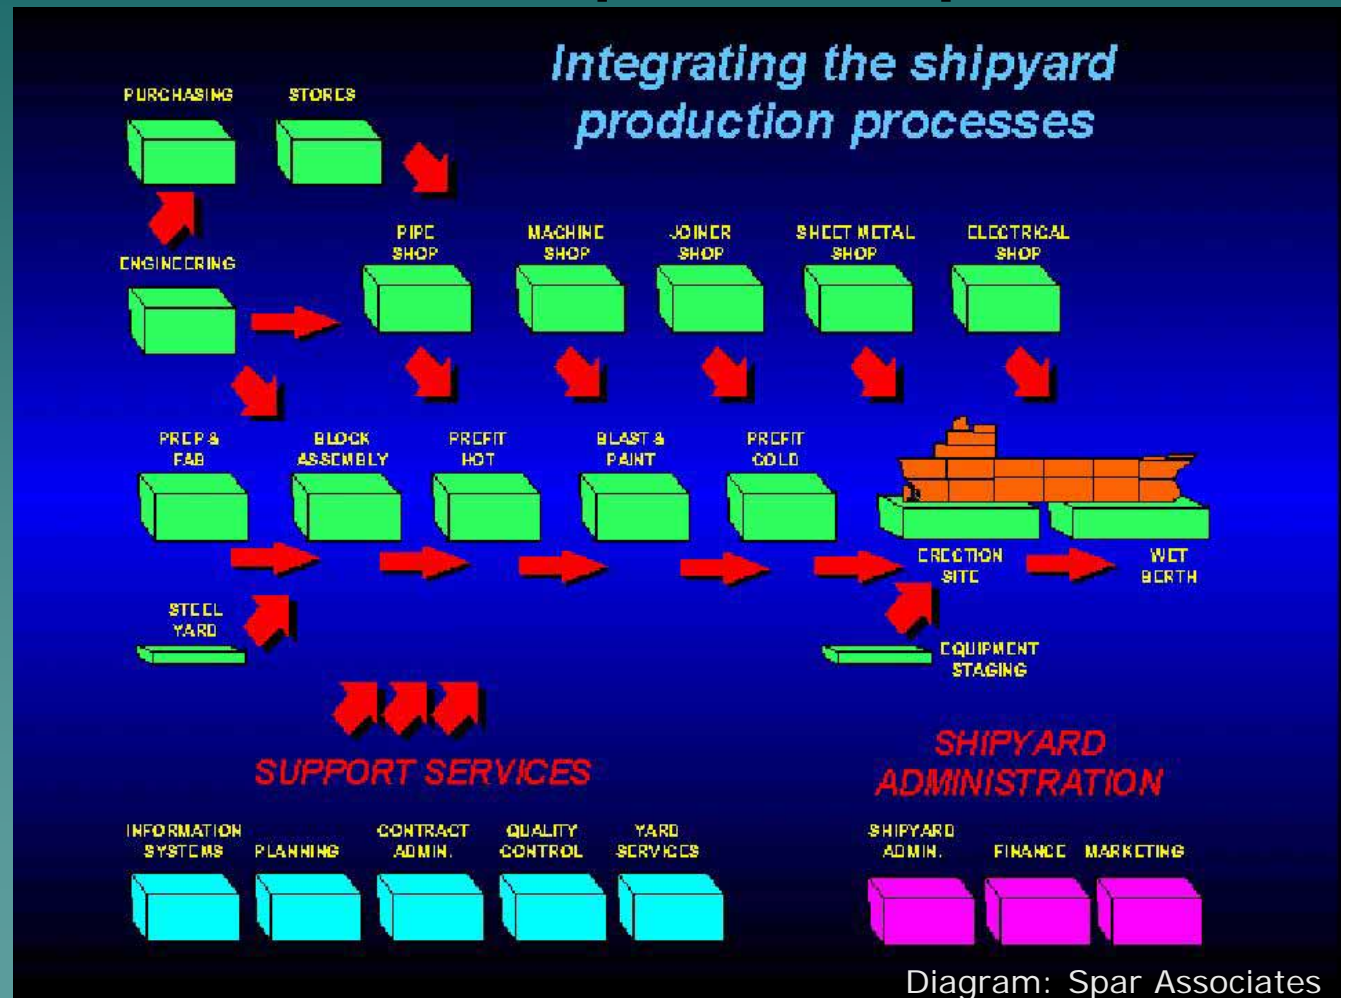 Integrating the shipyard
production processes
PURCHASING
STORES
ENGINEERING
PIPE
SHOP
MACHINE
SHOP
JOINER
SHOP
SHEET METAL
SHOP
ELECTRICAL
SHOP
PREP &
FAB
BLOCK
ASSEMBLY
PREFIT
HOT
BLAST &
PAINT
PREFIT
COLD
ERECTION
SITE
WET
BERTH
STEEL
YARD
EQUIPMENT
STAGING
SUPPORT SERVICES
SHIPYARD
ADMINISTRATION
INFORMATION
SYSTEMS
PLANNING
CONTRACT
ADMIN.
QUALITY
CONTROL
YARD
SERVICES
SHIPYARD
ADMIN.
FINANCE
MARKETING
Diagram: Spar Associates